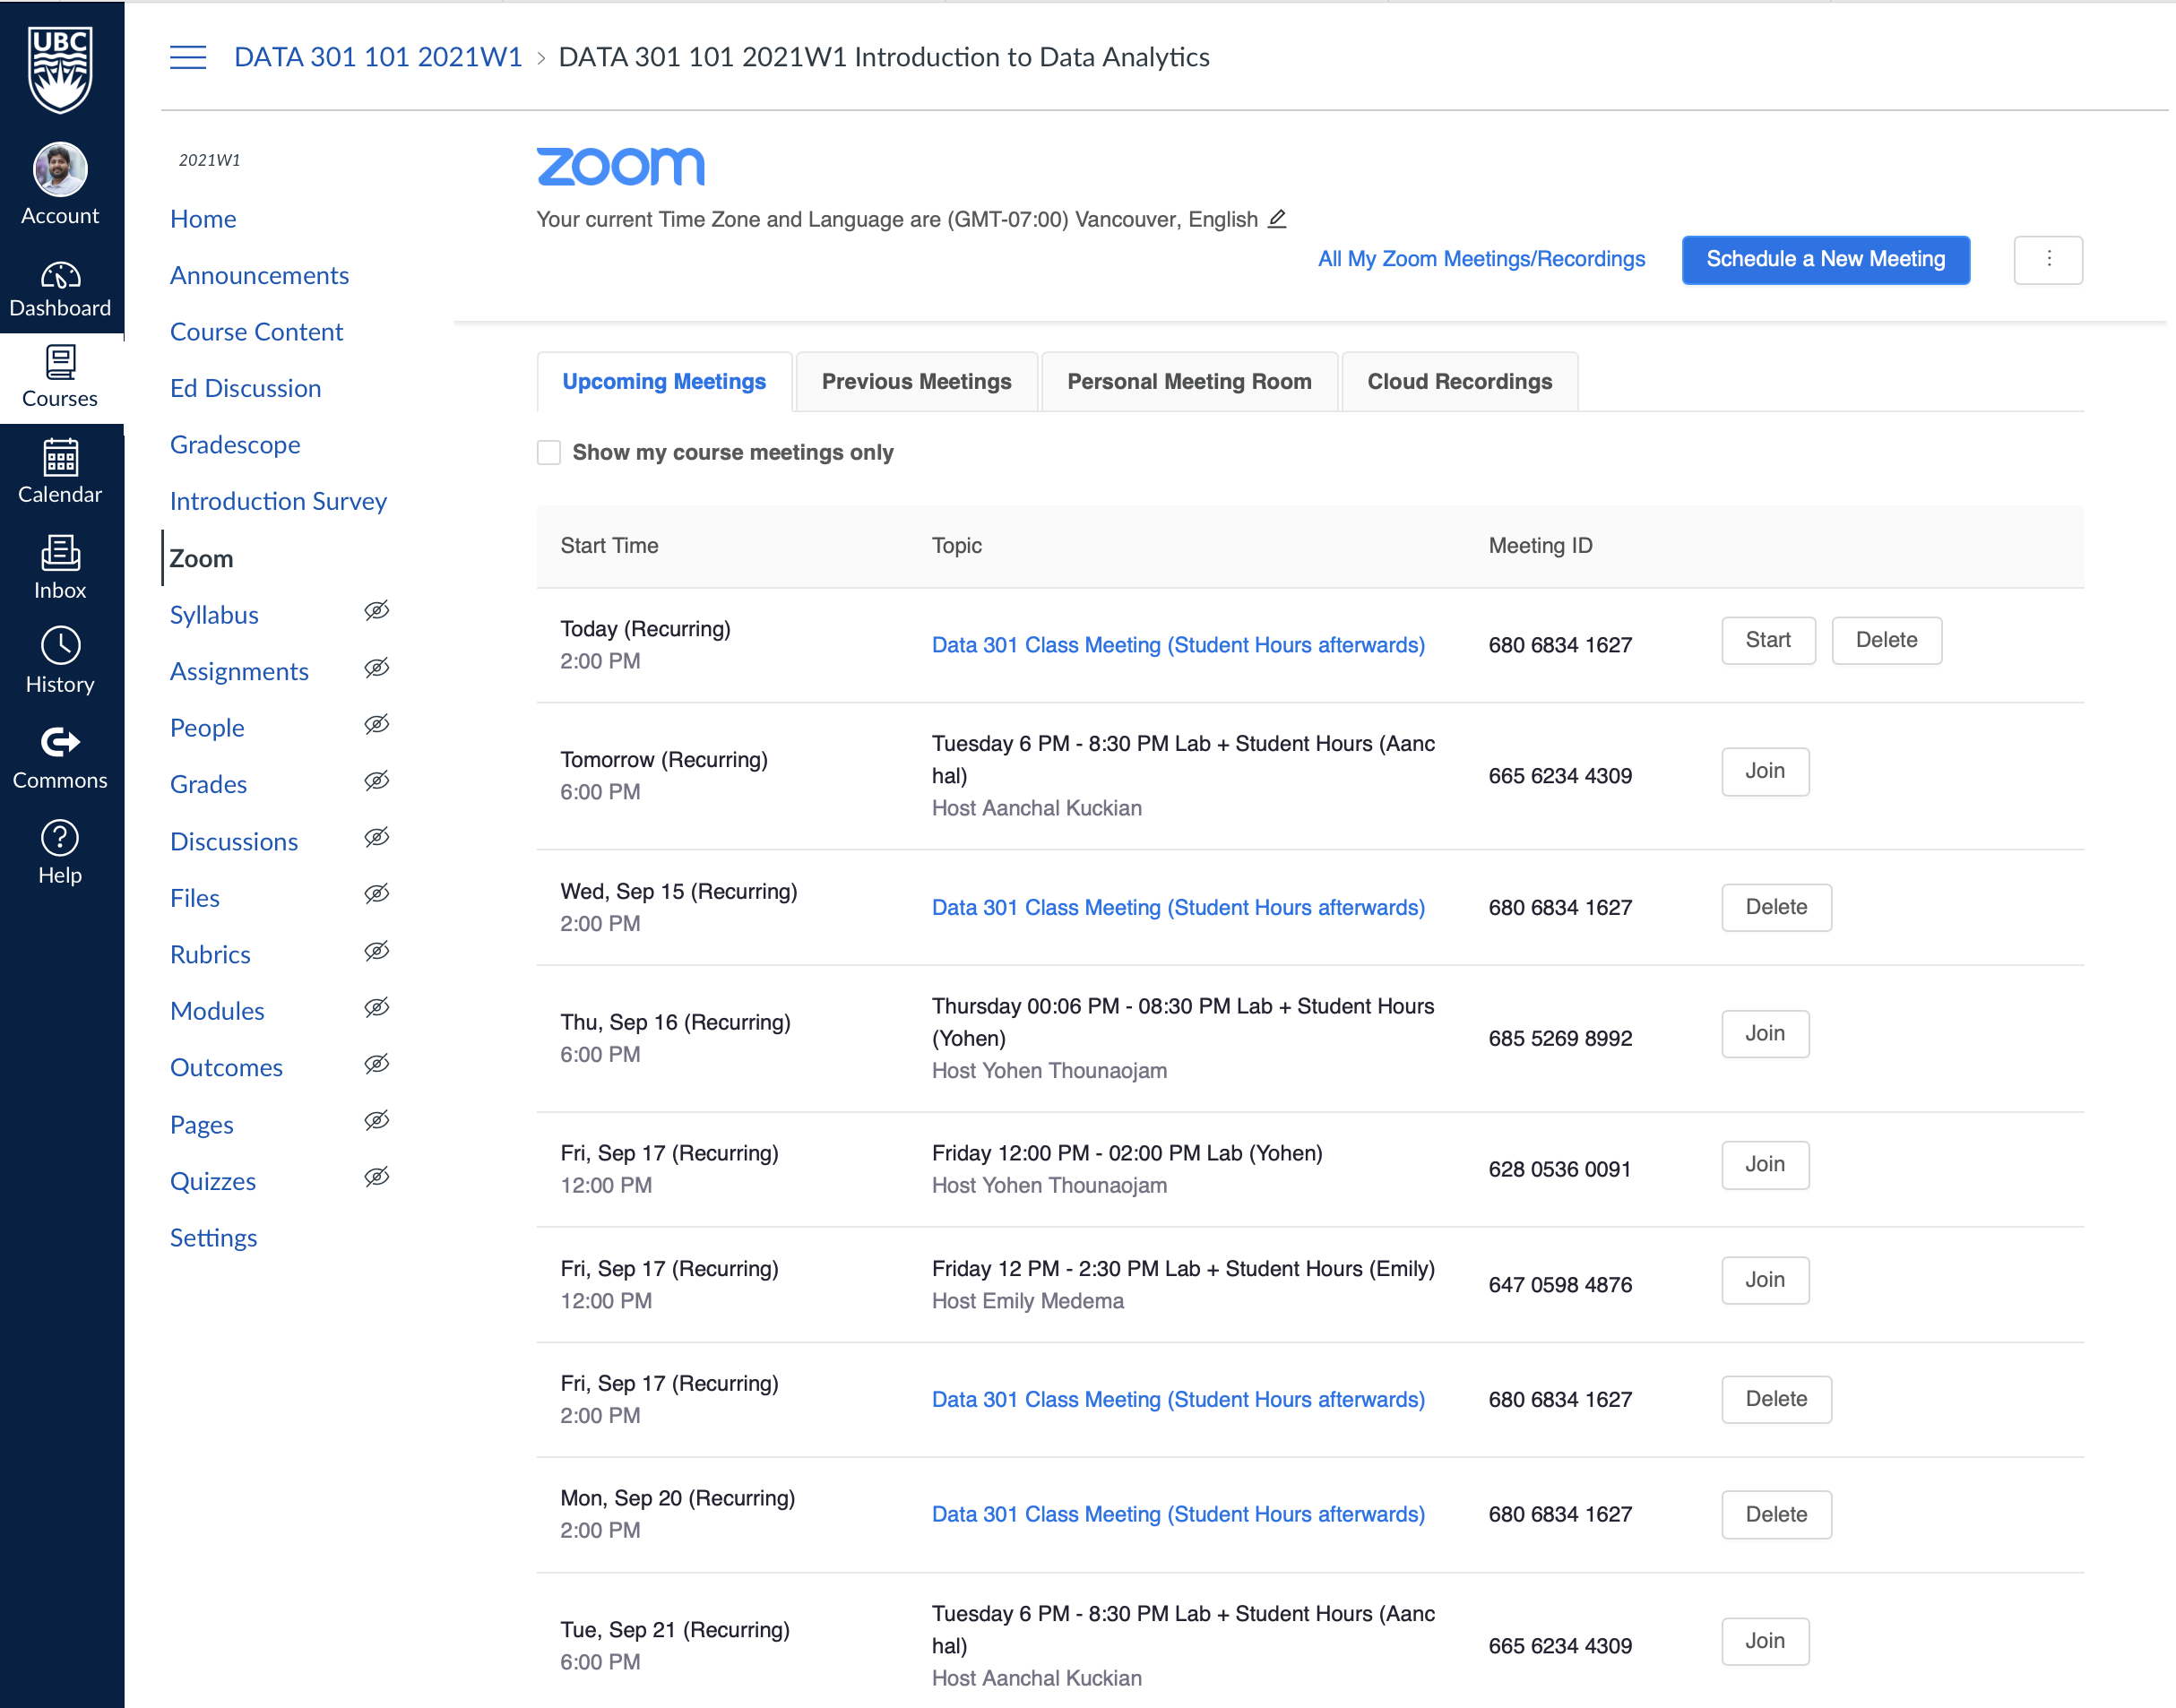 UBC
Account
Dashboard
Courses
Calendar
Inbox
History
Commons
Help
DATA 301 101 2021W1 > DATA 301 101 2021W1 Introduction to Data Analytics
2021W1
Home
Announcements
Course Content
Ed Discussion
Gradescope
Introduction Survey
Zoom
Syllabus
Assignments
People
Grades
Discussions
Files
Rubrics
Modules
Outcomes
Pages
Quizzes
Settings
zoom
Your current Time Zone and Language are (GMT-07:00) Vancouver, English
All My Zoom Meetings/Recordings
Schedule a New Meeting
Upcoming Meetings
Previous Meetings
Personal Meeting Room
Cloud Recordings
Show my course meetings only
Start Time Topic Meeting ID
Today (Recurring)
2:00 PM
Data 301 Class Meeting (Student Hours afterwards)
680 6834 1627
Start Delete
Tomorrow (Recurring)
6:00 PM
Tuesday 6 PM - 8:30 PM Lab + Student Hours (Aanc
hal)
Host Aanchal Kuckian
665 6234 4309
Join
Wed, Sep 15 (Recurring)
2:00 PM
Data 301 Class Meeting (Student Hours afterwards)
680 6834 1627
Delete
Thu, Sep 16 (Recurring)
6:00 PM
Thursday 00:06 PM - 08:30 PM Lab + Student Hours
(Yohen)
Host Yohen Thounaojam
685 5269 8992
Join
Fri, Sep 17 (Recurring)
12:00 PM
Friday 12:00 PM - 02:00 PM Lab (Yohen)
Host Yohen Thounaojam
628 0536 0091
Join
Fri, Sep 17 (Recurring)
12:00 PM
Friday 12 PM - 2:30 PM Lab + Student Hours (Emily)
Host Emily Medema
647 0598 4876
Join
Fri, Sep 17 (Recurring)
2:00 PM
Data 301 Class Meeting (Student Hours afterwards)
680 6834 1627
Delete
Mon, Sep 20 (Recurring)
2:00 PM
Data 301 Class Meeting (Student Hours afterwards)
680 6834 1627
Delete
Tue, Sep 21 (Recurring)
6:00 PM
Tuesday 6 PM - 8:30 PM Lab + Student Hours (Aanc
hal)
Host Aanchal Kuckian
665 6234 4309
Join